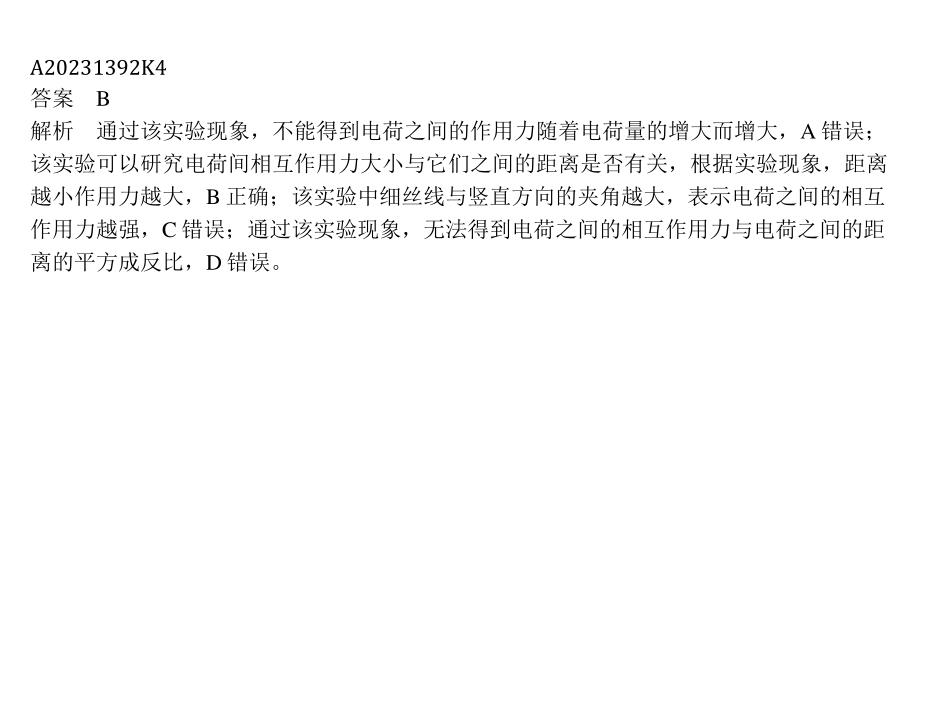 A20231392K4
答案　B
解析　通过该实验现象，不能得到电荷之间的作用力随着电荷量的增大而增大，A 错误；
该实验可以研究电荷间相互作用力大小与它们之间的距离是否有关，根据实验现象，距离
越小作用力越大，B 正确；该实验中细丝线与竖直方向的夹角越大，表示电荷之间的相互
作用力越强，C 错误；通过该实验现象，无法得到电荷之间的相互作用力与电荷之间的距
离的平方成反比，D 错误。